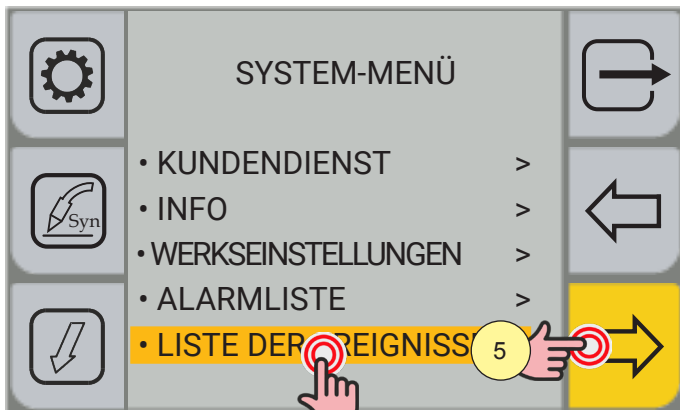 SYSTEM-MENÜ
• KUNDENDIENST >
• INFO >
• WERKSEINSTELLUNGEN >
• ALARMLISTE >
• LISTE DER
5
Syn